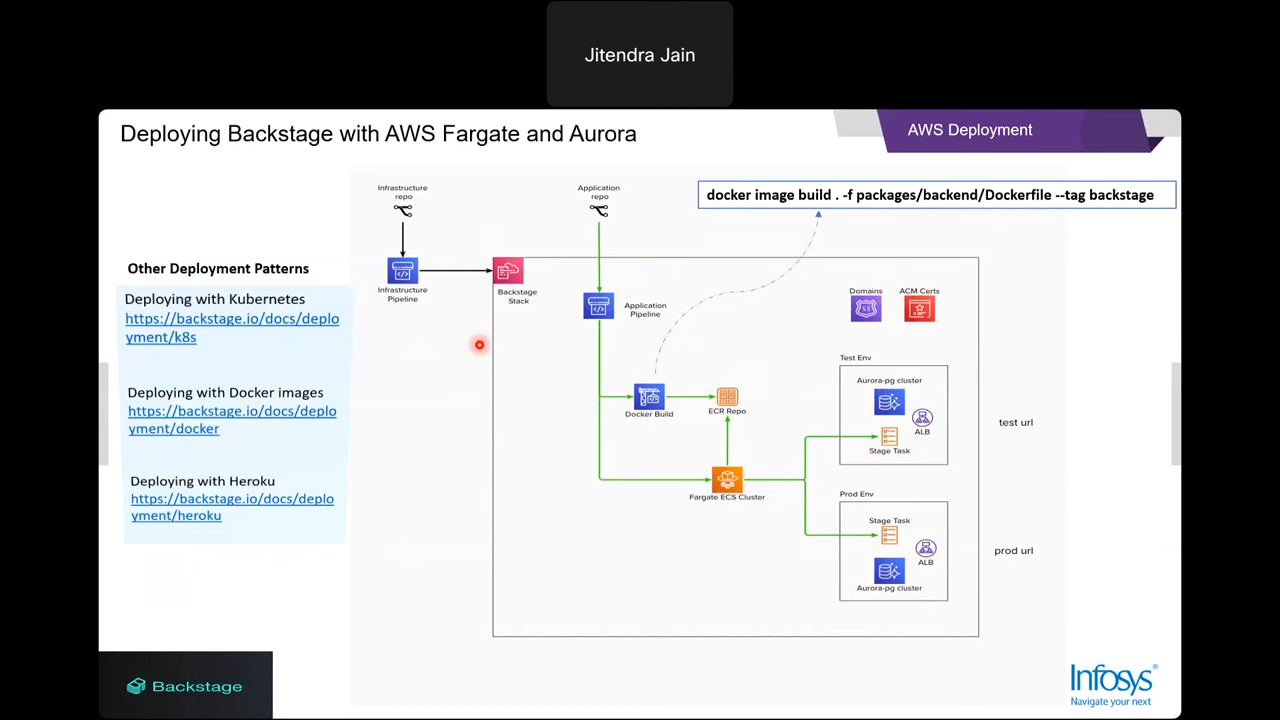 Jitendra Jain
Deploying Backstage with AWS Fargate and Aurora
AWS Deployment
Infrastructure
repo
Application
repo
docker image build . -f packages/backend/Dockerfile --tag backstage
Other Deployment Patterns
Deploying with Kubernetes
https://backstage.io/docs/deplo
yment/k8s
Deploying with Docker images
https://backstage.io/docs/deplo
yment/docker
Deploying with Heroku
https://backstage.io/docs/deplo
yment/heroku
Infrastructure
Pipeline
Backstage
Stack
Application
Pipeline
Domains
ACM Certs
Docker Build
ECR Repo
Fargate ECS Cluster
Test Env
Aurora-pg cluster
ALB
Stage Task
test url
Prod Env
Stage Task
ALB
Aurora-pg cluster
prod url
Backstage
Infosys®
Navigate your next